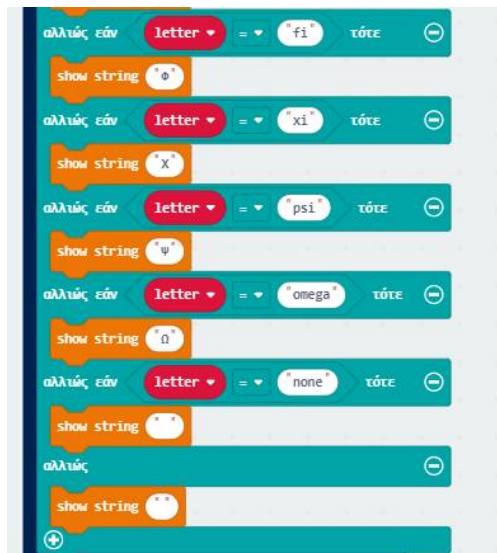 αλλιώς εάν letter = "fi" τότε
show string "Φ"
αλλιώς εάν letter = "xi" τότε
show string "X"
αλλιώς εάν letter = "psi" τότε
show string "Ψ"
αλλιώς εάν letter = "omega" τότε
show string "Ω"
αλλιώς εάν letter = "none" τότε
show string " "
αλλιώς
show string " "